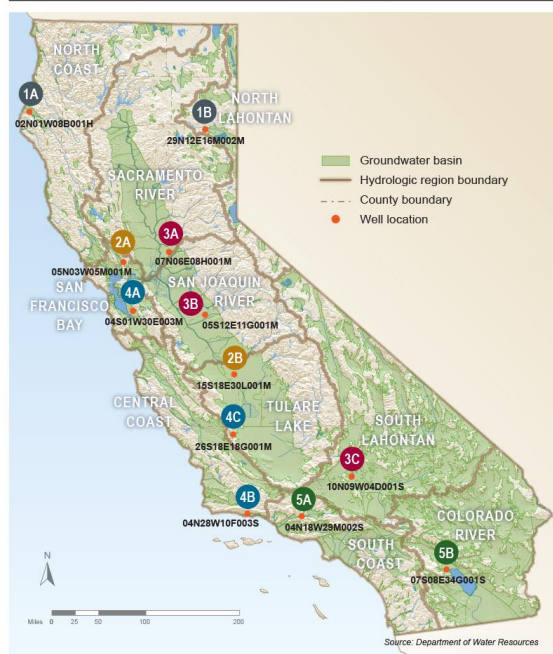 NORTH
COAST
1A
02N01W08B001H
1B
NORTH
LAHONTAN
29N12E16M002M
Groundwater basin
Hydrologic region boundary
County boundary
Well location
SACRAMENTO
RIVER
2A
05N03W05M001M
3A
07N06E08H001M
SAN
FRANCISCO
BAY
4A
04S01W30E003M
SAN JOAQUIN
RIVER
3B
05S12E11G001M
2B
15S18E30L001M
CENTRAL
COAST
4C
26S18E18G001M
TULARE
LAKE
SOUTH
LAHONTAN
3C
10N09W04D001S
4B
04N28W10F003S
5A
04N18W29M002S
SOUTH
COAST
COLORADO
RIVER
5B
07S08E34G001S
N
Miles 0 25 50 100 200
Source: Department of Water Resources